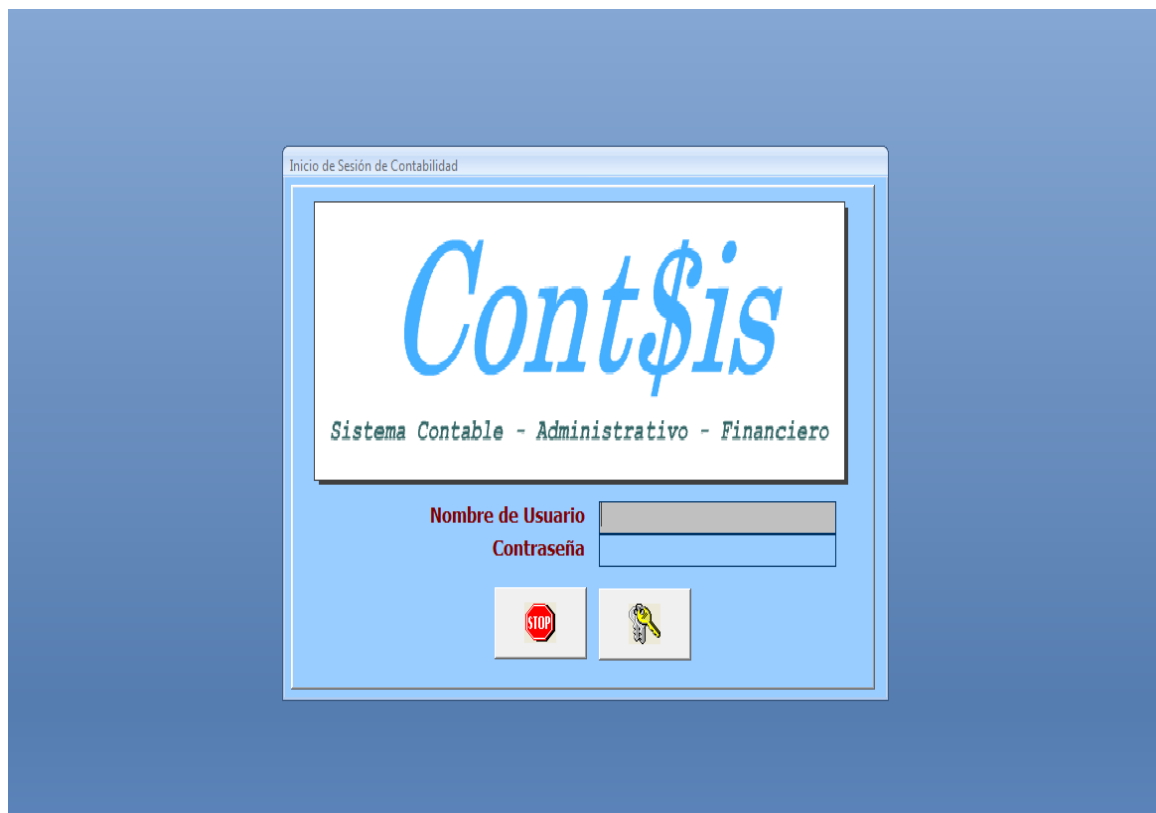 Inicio de Sesión de Contabilidad
Cont$is
Sistema Contable - Administrativo - Financiero
Nombre de Usuario
Contraseña
STOP